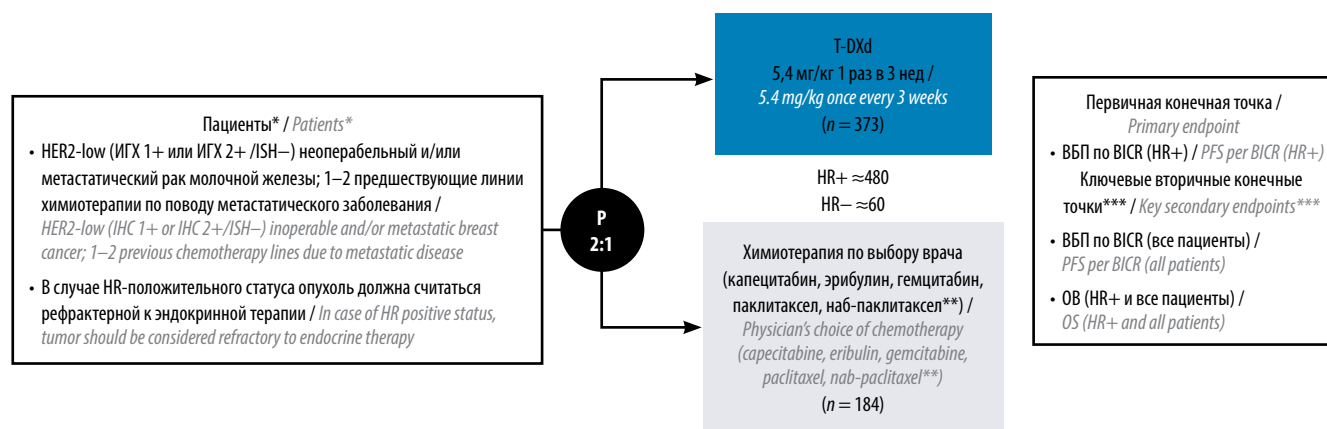 Пациенты* / Patients*
• HER2-low (ИГХ 1+ или ИГХ 2+ /ISH−) неоперабельный и/или
метастатический рак молочной железы; 1–2 предшествующие линии
химиотерапии по поводу метастатического заболевания /
HER2-low (IHC 1+ or IHC 2+/ISH−) inoperable and/or metastatic breast
cancer; 1–2 previous chemotherapy lines due to metastatic disease
• В случае HR-положительного статуса опухоль должна считаться
рефрактерной к эндокринной терапии / In case of HR positive status,
tumor should be considered refractory to endocrine therapy
Р
2:1
T-DXd
5,4 мг/кг 1 раз в 3 нед /
5.4 mg/kg once every 3 weeks
(n = 373)
HR+ ≈480
HR− ≈60
Химиотерапия по выбору врача
(капецитабин, эрибулин, гемцитабин,
паклитаксел, наб-паклитаксел**) /
Physician's choice of chemotherapy
(capecitabine, eribulin, gemcitabine,
paclitaxel, nab-paclitaxel**)
(n = 184)
Первичная конечная точка /
Primary endpoint
• ВБП по BICR (HR+) / PFS per BICR (HR+)
Ключевые вторичные конечные
точки*** / Key secondary endpoints***
• ВБП по BICR (все пациенты) /
PFS per BICR (all patients)
• ОВ (HR+ и все пациенты) /
OS (HR+ and all patients)